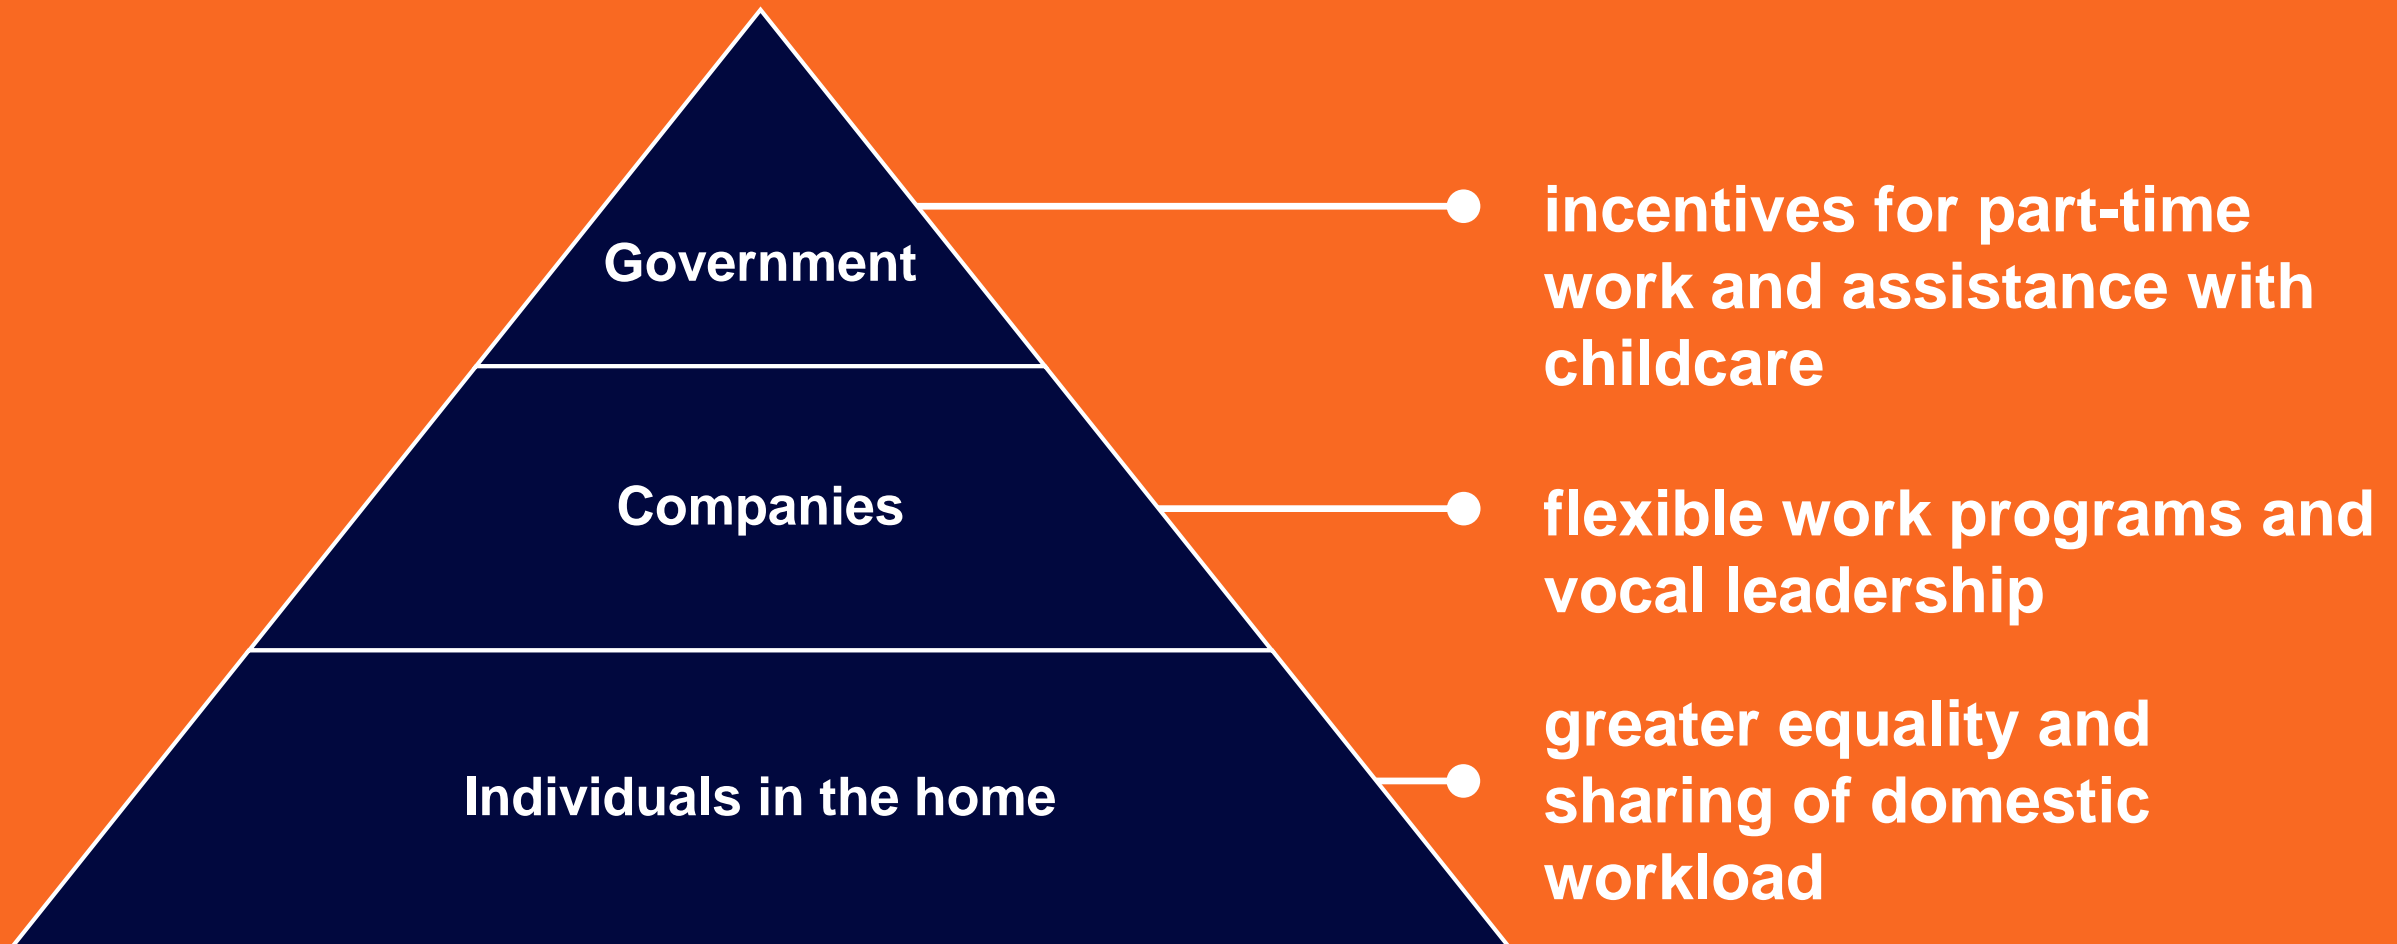 Government
incentives for part-time
work and assistance with
childcare
Companies
flexible work programs and
vocal leadership
Individuals in the home
greater equality and
sharing of domestic
workload